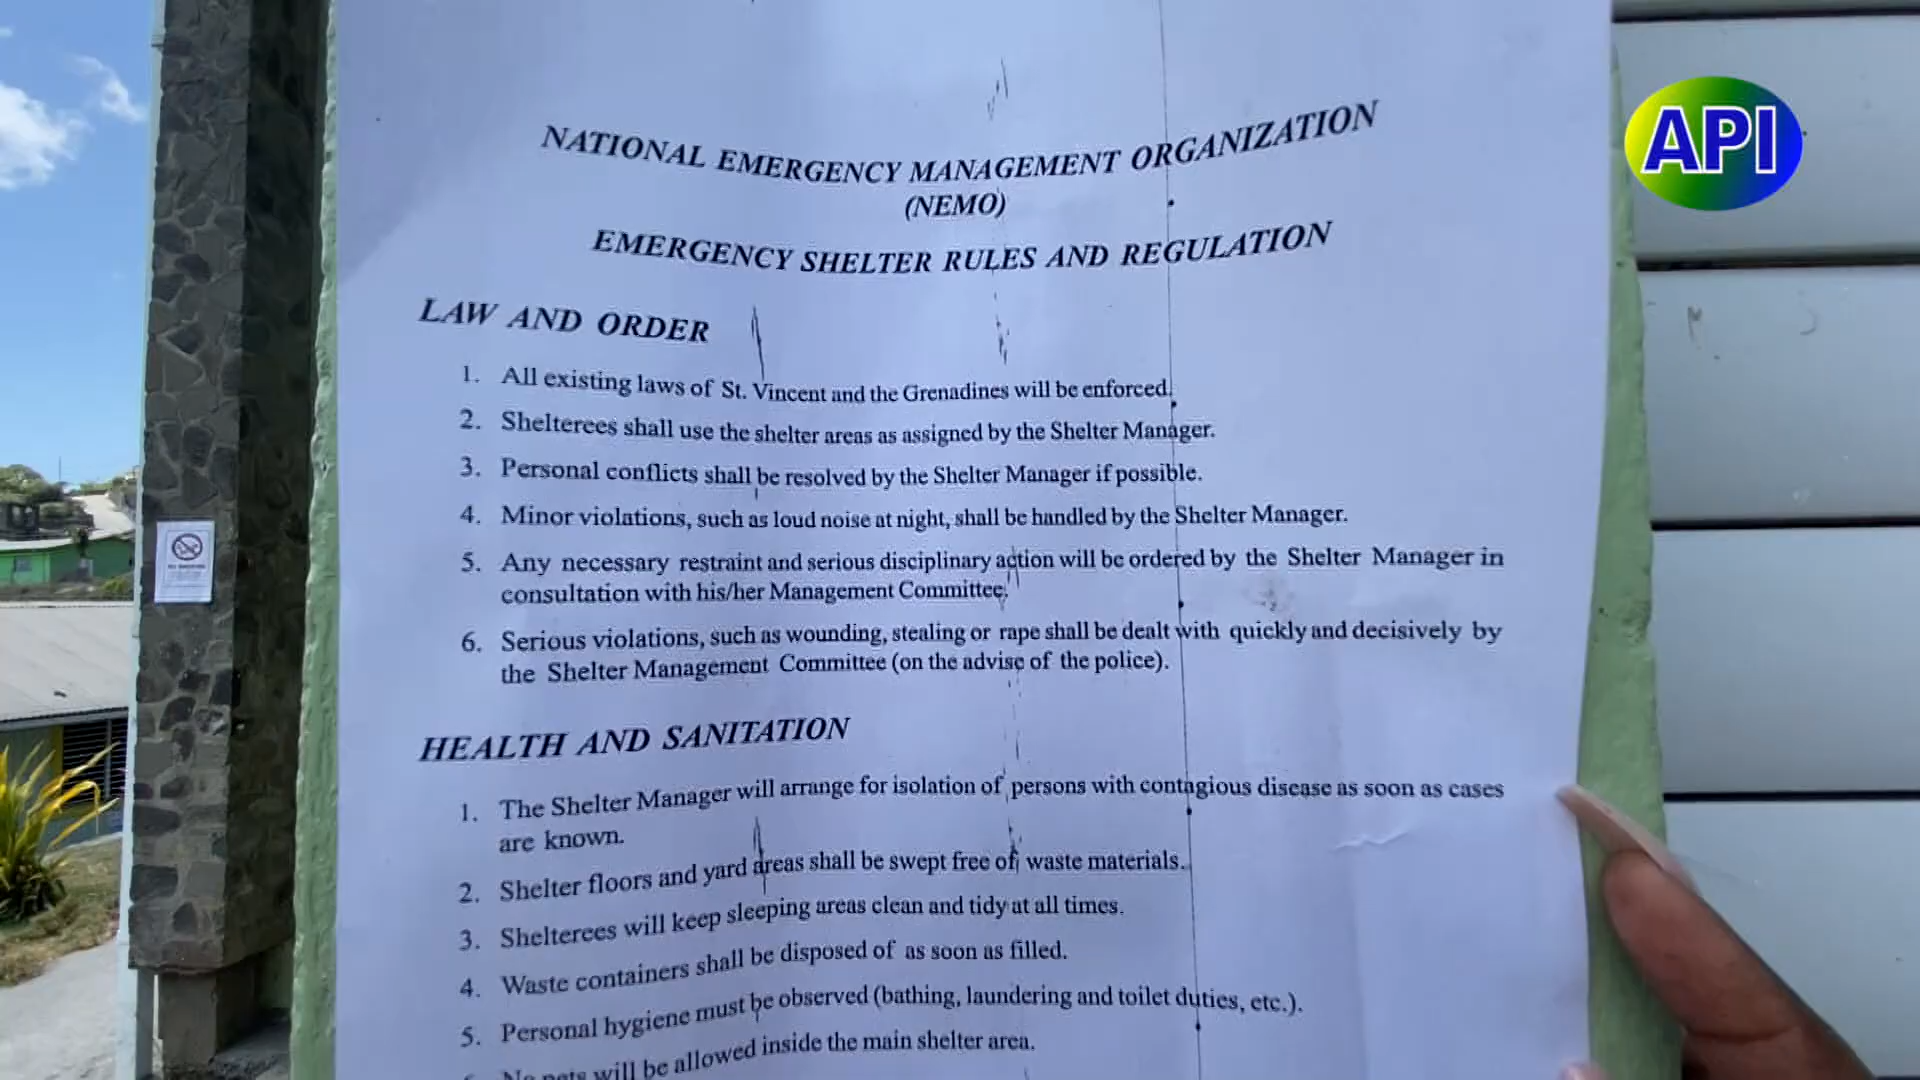 API
NATIONAL EMERGENCY MANAGEMENT ORGANIZATION
(NEMO)
EMERGENCY SHELTER RULES AND REGULATION
LAW AND ORDER
1. All existing laws of St. Vincent and the Grenadines will be enforced.
2. Shelterees shall use the shelter areas as assigned by the Shelter Manager.
3. Personal conflicts shall be resolved by the Shelter Manager if possible.
4. Minor violations, such as loud noise at night, shall be handled by the Shelter Manager.
5. Any necessary restraint and serious disciplinary action will be ordered by the Shelter Manager in
consultation with his/her Management Committee.
6. Serious violations, such as wounding, stealing or rape shall be dealt with quickly and decisively by
the Shelter Management Committee (on the advise of the police).
HEALTH AND SANITATION
1. The Shelter Manager will arrange for isolation of persons with contagious disease as soon as cases
are known.
2. Shelter floors and yard areas shall be swept free of waste materials.
3. Shelterees will keep sleeping areas clean and tidy at all times.
4. Waste containers shall be disposed of as soon as filled.
5. Personal hygiene must be observed (bathing, laundering and toilet duties, etc.).
No pets will be allowed inside the main shelter area.